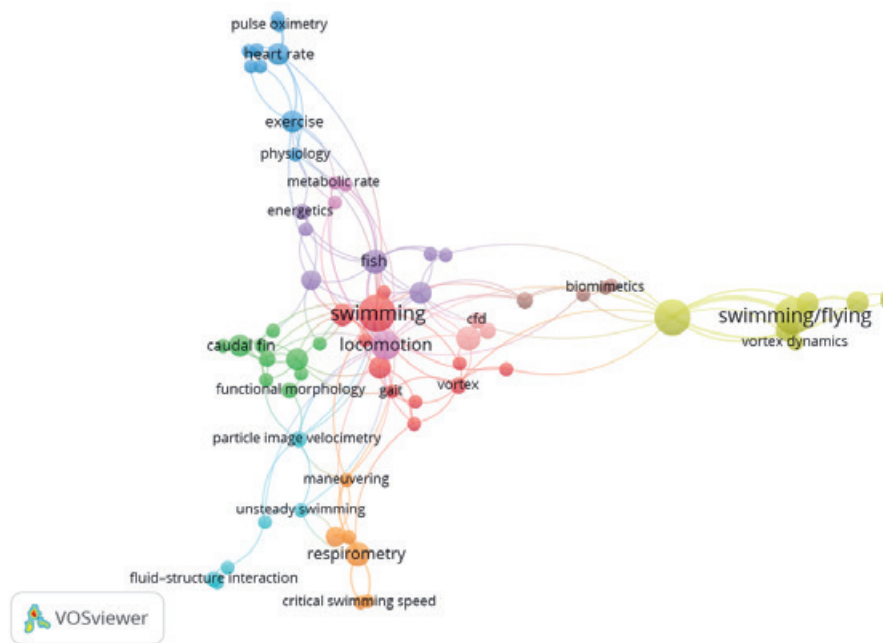 pulse oximetry
heart rate
exercise
physiology
metabolic rate
energetics
fish
biomimetics
swimming
cfd
swimming/flying
locomotion
vortex dynamics
caudal fin
functional morphology
gait
vortex
particle image velocimetry
maneuvering
unsteady swimming
respirometry
fluid–structure interaction
critical swimming speed
VOSviewer